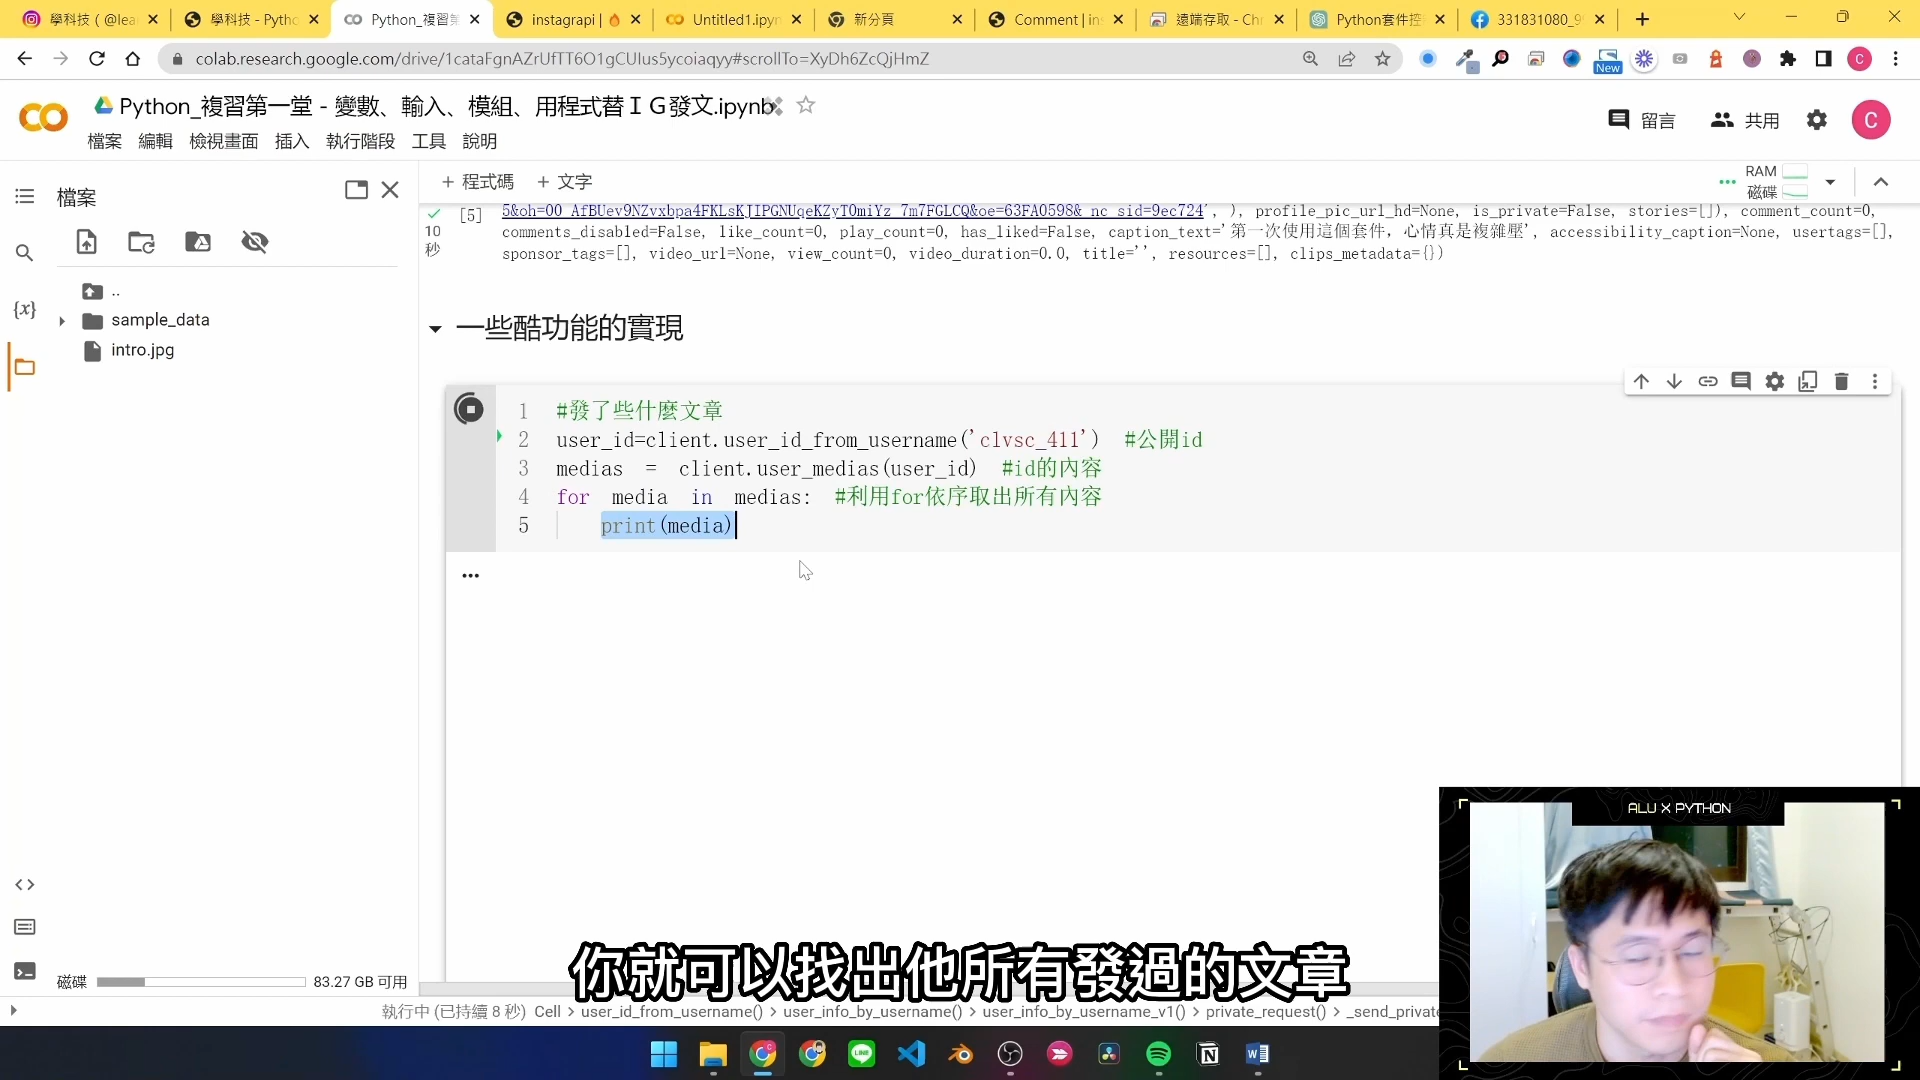 學科技 ( @lea
學科技 - Pytho
Python_複習第
instagrapi |
Untitled1.ipyn
新分頁
Comment | in
遠端存取 - Ch
Python套件控
331831080_9
colab.research.google.com/drive/1cataFgnAZrUfTT6O1gCUIus5ycoiaqyy#scrollTo=XyDh6ZcQjHmZ
New
C
Python_複習第一堂 - 變數、輸入、模組、用程式替ＩＧ發文.ipynb
留言
共用
C
檔案 編輯 檢視畫面 插入 執行階段 工具 說明
檔案
+ 程式碼 + 文字
RAM
磁碟
..
sample_data
intro.jpg
{x}
[5]
10
秒
5&oh=00_AfBUev9NZvxbpa4FKLsKJIPGNUqeKZyT0miYz_7m7FGLCQ&oe=63FA0598&_nc_sid=9ec724', ), profile_pic_url_hd=None, is_private=False, stories=[]), comment_count=0,
comments_disabled=False, like_count=0, play_count=0, has_liked=False, caption_text='第一次使用這個套件, 心情真是複雜壓', accessibility_caption=None, usertags=[],
sponsor_tags=[], video_url=None, view_count=0, video_duration=0.0, title='', resources=[], clips_metadata={})
一些酷功能的實現
1 #發了些什麼文章
2 user_id=client.user_id_from_username('clvsc_411') #公開id
3 medias = client.user_medias(user_id) #id的內容
4 for media in medias: #利用for依序取出所有內容
5 print(media)
...
ALU X PYTHON
你就可以找出他所有發過的文章
磁碟 83.27 GB 可用
執行中 (已持續 8 秒) Cell > user_id_from_username() > user_info_by_username() > user_info_by_username_v1() > private_request() > _send_private